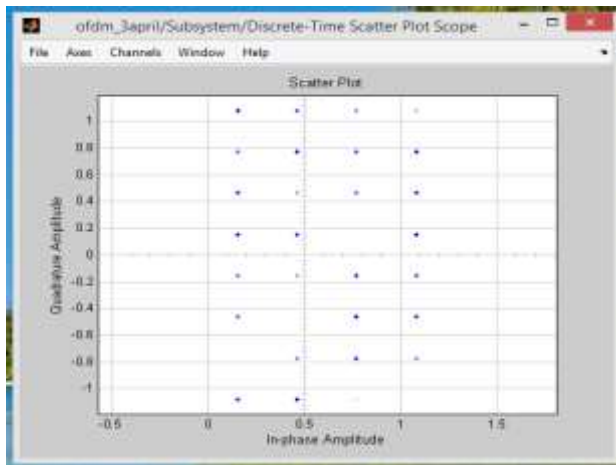 ofdm_3april/Subsystem/Discrete-Time Scatter Plot Scope
File Axes Channels Window Help
Scatter Plot
Quadrature Amplitude
1
0.8
0.6
0.4
0.2
0
-0.2
-0.4
-0.6
-0.8
-1
-0.5 0 0.5 1 1.5
In-phase Amplitude